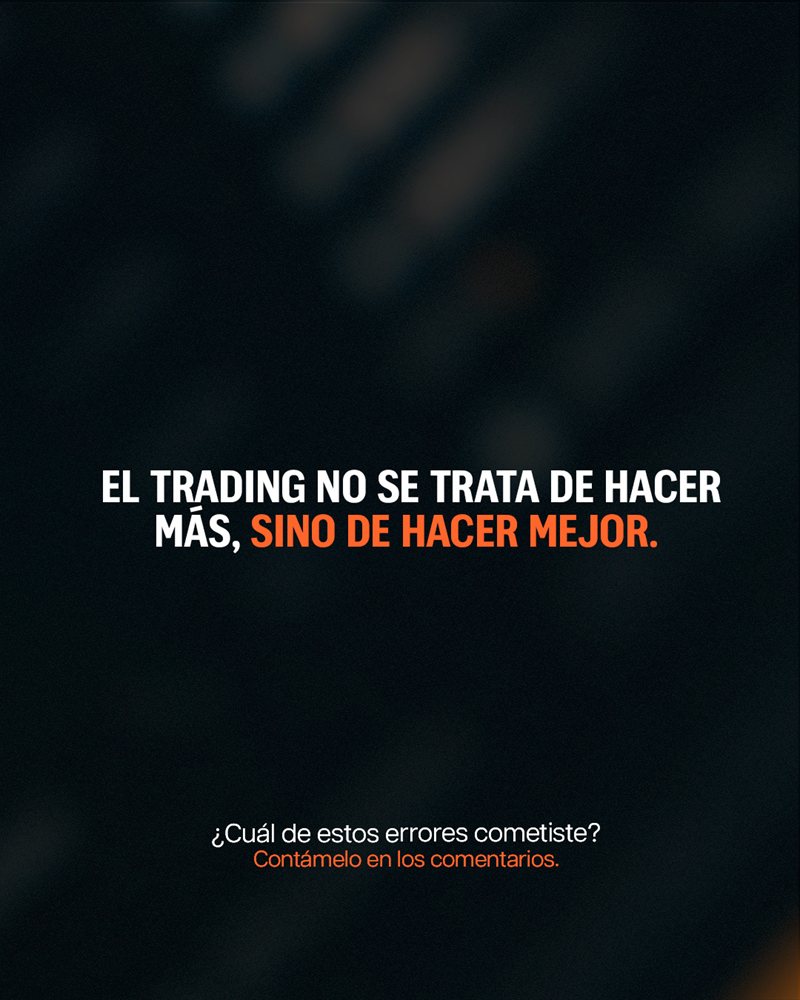 EL TRADING NO SE TRATA DE HACER
MÁS, SINO DE HACER MEJOR.
¿Cuál de estos errores cometiste?
Contámelo en los comentarios.